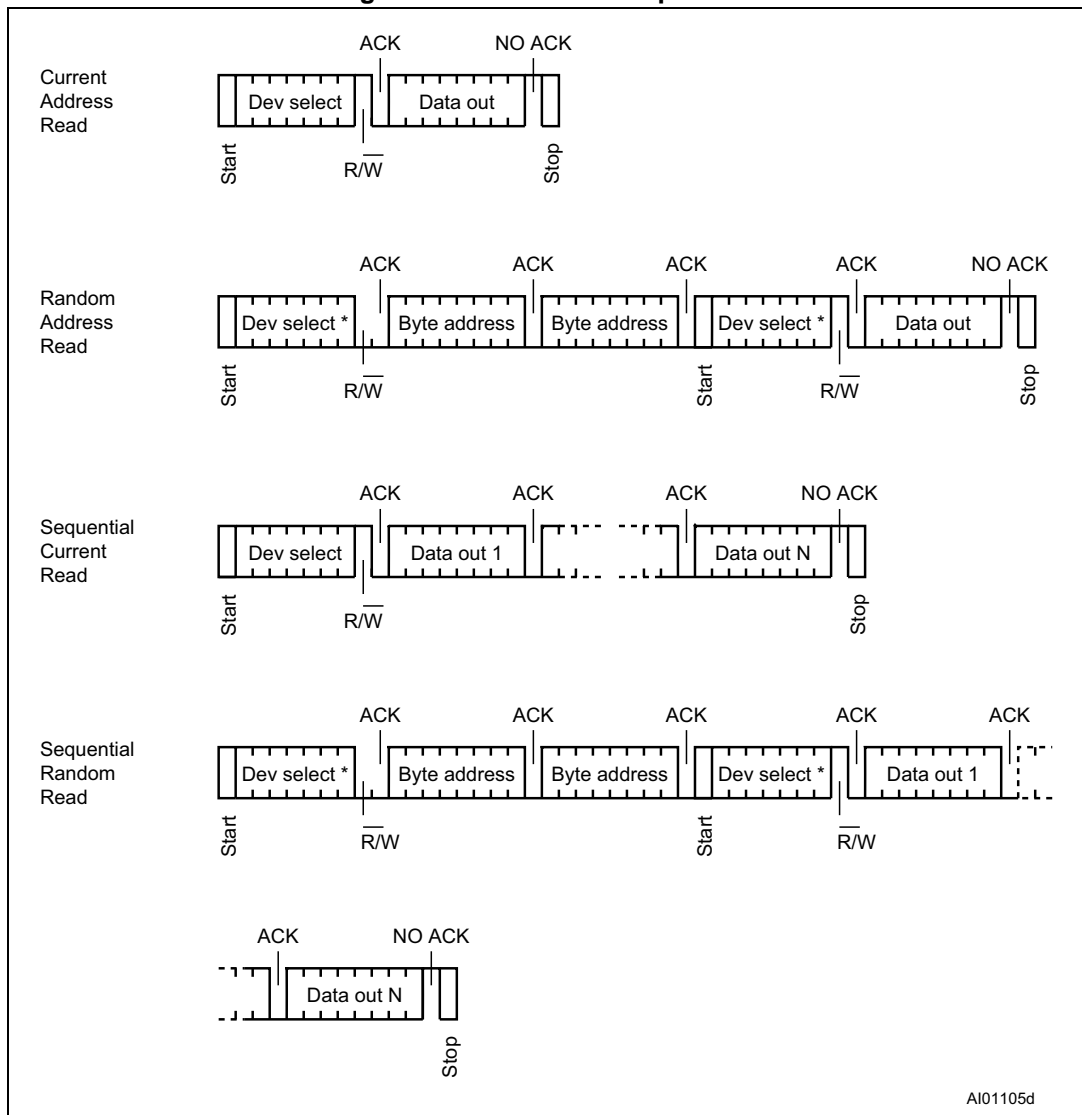 ACK NO ACK
Current
Address
Read
Dev select Data out
Start R/W̅ Stop
ACK ACK ACK ACK NO ACK
Random
Address
Read
Dev select * Byte address Byte address Dev select * Data out
Start R/W̅ Start R/W̅ Stop
ACK ACK ACK NO ACK
Sequential
Current
Read
Dev select Data out 1 Data out N
Start R/W̅ Stop
ACK ACK ACK ACK ACK
Sequential
Random
Read
Dev select * Byte address Byte address Dev select * Data out 1
Start R̅/W Start R̅/W
ACK NO ACK
Data out N
Stop
AI01105d